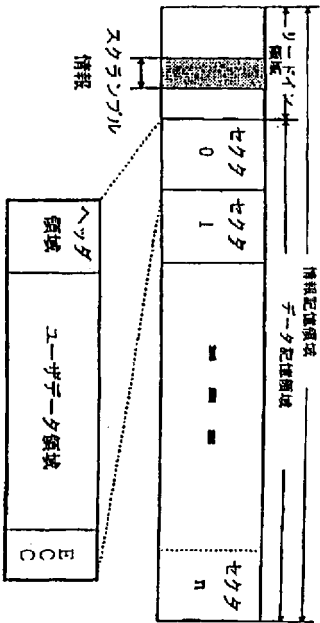 情報記憶領域
データ記憶領域
リードイン
領域
スクランブル
情報
セクタ
0
セクタ
1
セクタ
n
ヘッダ
領域
ユーザデータ領域
ECC